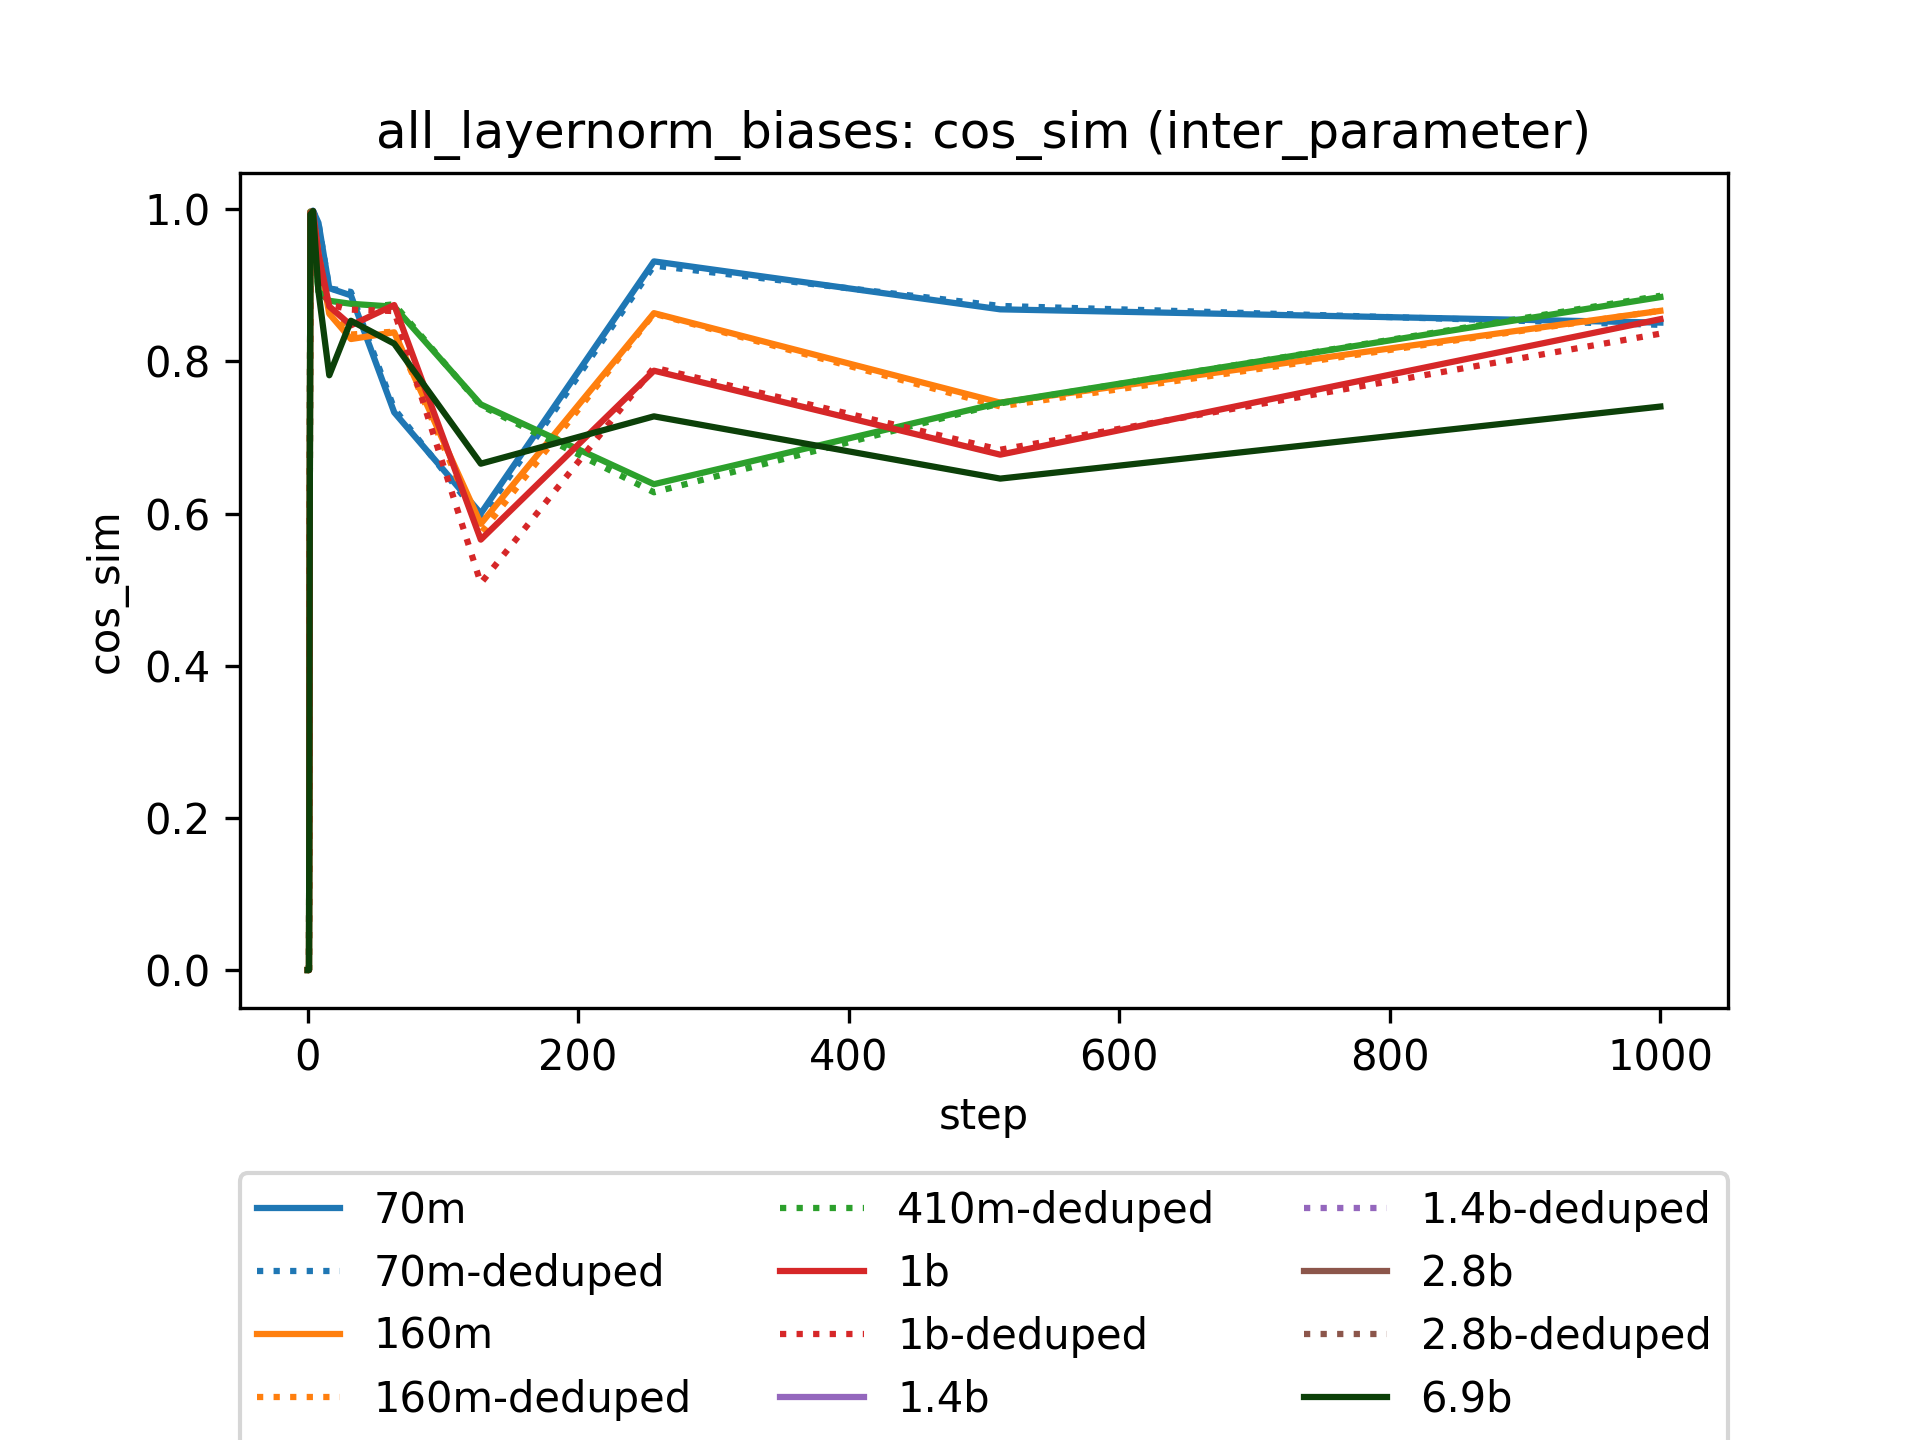 all_layernorm_biases: cos_sim (inter_parameter)
1.0
0.8
0.6
0.4
0.2
0.0
cos_sim
0 200 400 600 800 1000
step
70m 410m-deduped 1.4b-deduped
70m-deduped 1b 2.8b
160m 1b-deduped 2.8b-deduped
160m-deduped 1.4b 6.9b